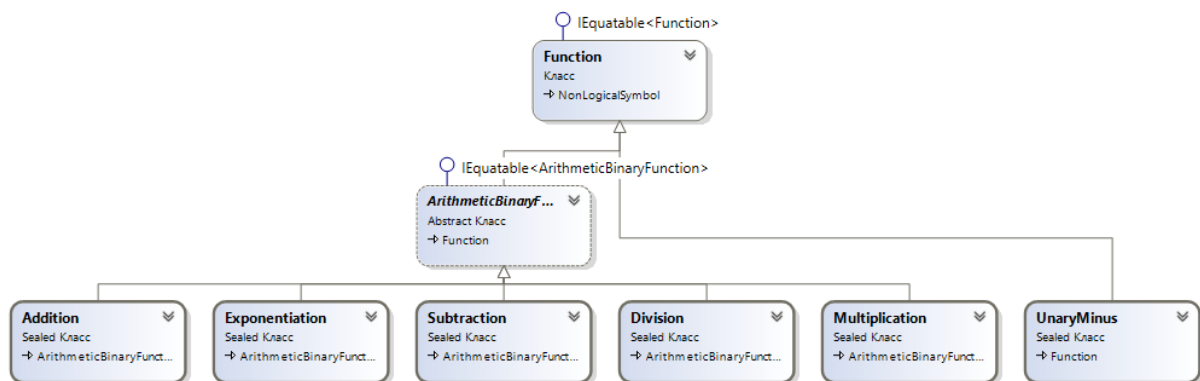 IEquatable<Function>
Function
Класс
NonLogicalSymbol
IEquatable<ArithmeticBinaryFunction>
ArithmeticBinaryF...
Abstract Класс
Function
Addition
Sealed Класс
ArithmeticBinaryFunct...
Exponentiation
Sealed Класс
ArithmeticBinaryFunct...
Subtraction
Sealed Класс
ArithmeticBinaryFunct...
Division
Sealed Класс
ArithmeticBinaryFunct...
Multiplication
Sealed Класс
ArithmeticBinaryFunct...
UnaryMinus
Sealed Класс
Function